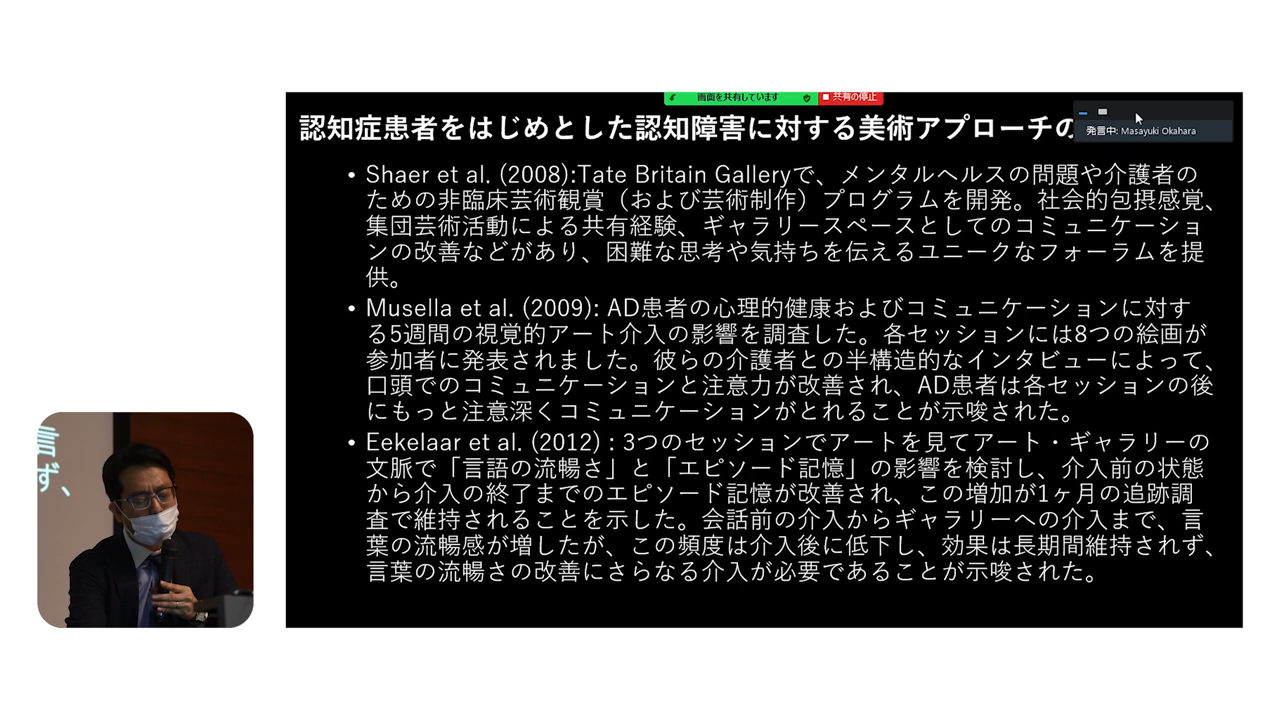 画面を共有しています
共有の停止
認知症患者をはじめとした認知障害に対する美術アプローチの
発言中: Masayuki Okahara
• Shaer et al. (2008):Tate Britain Galleryで、メンタルヘルスの問題や介護者の
ための非臨床芸術観賞（および芸術制作）プログラムを開発。社会的包摂感覚、
集団芸術活動による共有経験、ギャラリースペースとしてのコミュニケーショ
ンの改善などがあり、困難な思考や気持ちを伝えるユニークなフォーラムを提
供。
• Musella et al. (2009): AD患者の心理的健康およびコミュニケーションに対す
る5週間の視覚的アート介入の影響を調査した。各セッションには8つの絵画が
参加者に発表されました。彼らの介護者との半構造的なインタビューによって、
口頭でのコミュニケーションと注意力が改善され、AD患者は各セッションの後
にもっと注意深くコミュニケーションがとれることが示唆された。
• Eekelaar et al. (2012) : 3つのセッションでアートを見てアート・ギャラリーの
文脈で「言語の流暢さ」と「エピソード記憶」の影響を検討し、介入前の状態
から介入の終了までのエピソード記憶が改善され、この増加が1ヶ月の追跡調
査で維持されることを示した。会話前の介入からギャラリーへの介入まで、言
葉の流暢感が増したが、この頻度は介入後に低下し、効果は長期間維持されず、
言葉の流暢さの改善にさらなる介入が必要であることが示唆された。
言
ず、